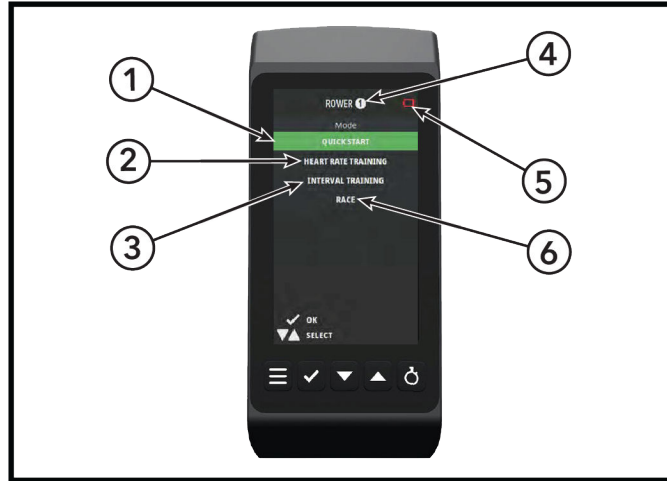 ROWER 1
Mode
QUICK START
HEART RATE TRAINING
INTERVAL TRAINING
RACE
OK
SELECT
1
2
3
4
5
6